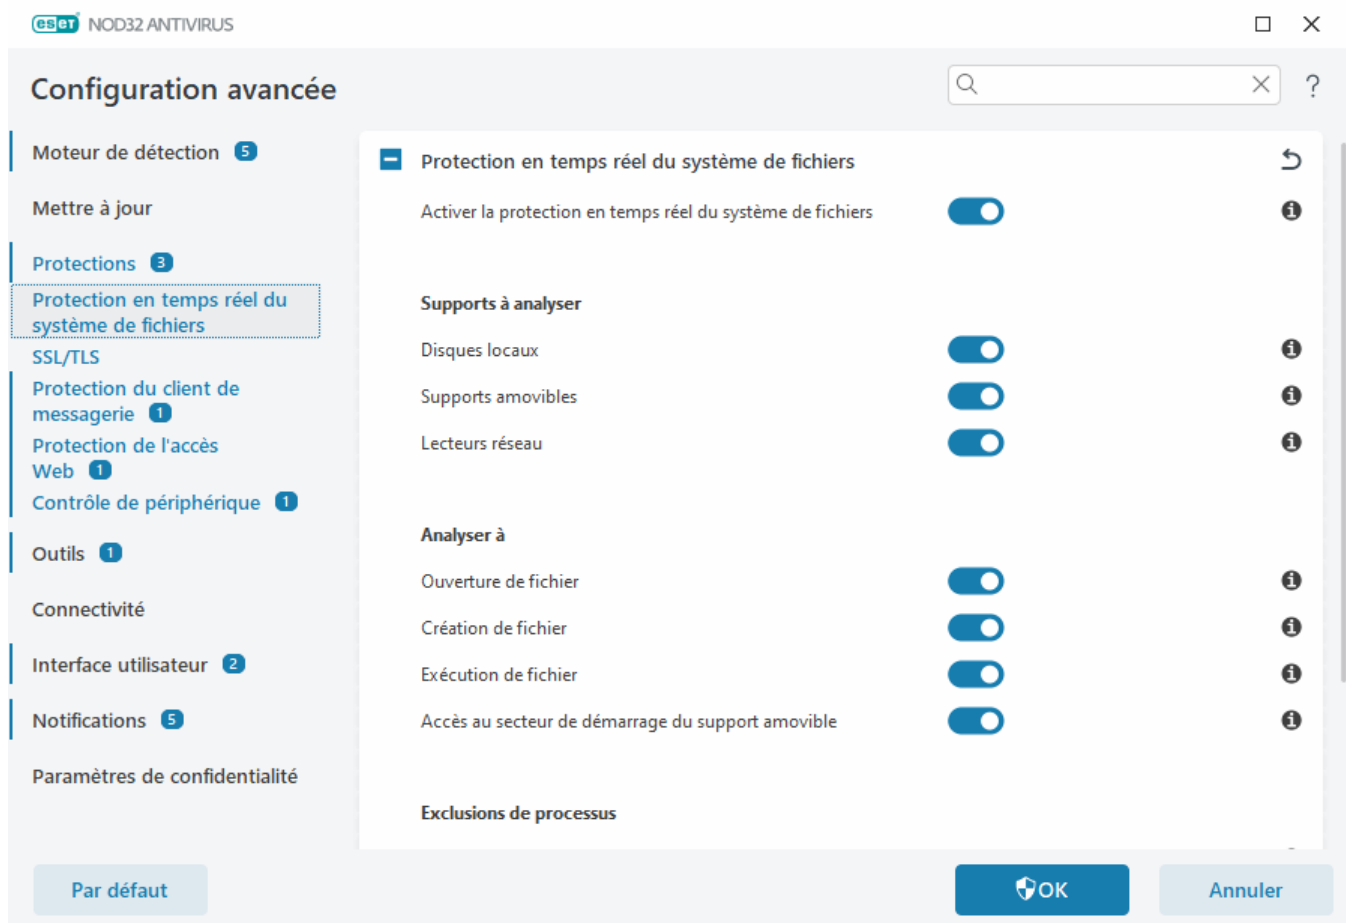 eset NOD32 ANTIVIRUS
Configuration avancée
?
Moteur de détection 5
Mettre à jour
Protections 3
Protection en temps réel du
système de fichiers
SSL/TLS
Protection du client de
messagerie 1
Protection de l'accès
Web 1
Contrôle de périphérique 1
Outils 1
Connectivité
Interface utilisateur 2
Notifications 5
Paramètres de confidentialité
Protection en temps réel du système de fichiers
Activer la protection en temps réel du système de fichiers
Supports à analyser
Disques locaux
Supports amovibles
Lecteurs réseau
Analyser à
Ouverture de fichier
Création de fichier
Exécution de fichier
Accès au secteur de démarrage du support amovible
Exclusions de processus
Par défaut
OK
Annuler